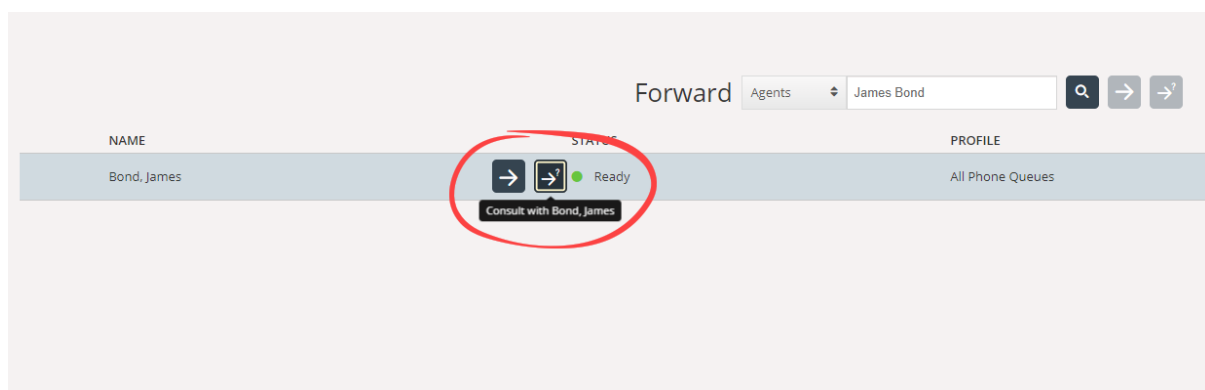 Forward Agents James Bond
NAME STATUS PROFILE
Bond, James Ready All Phone Queues
Consult with Bond, James